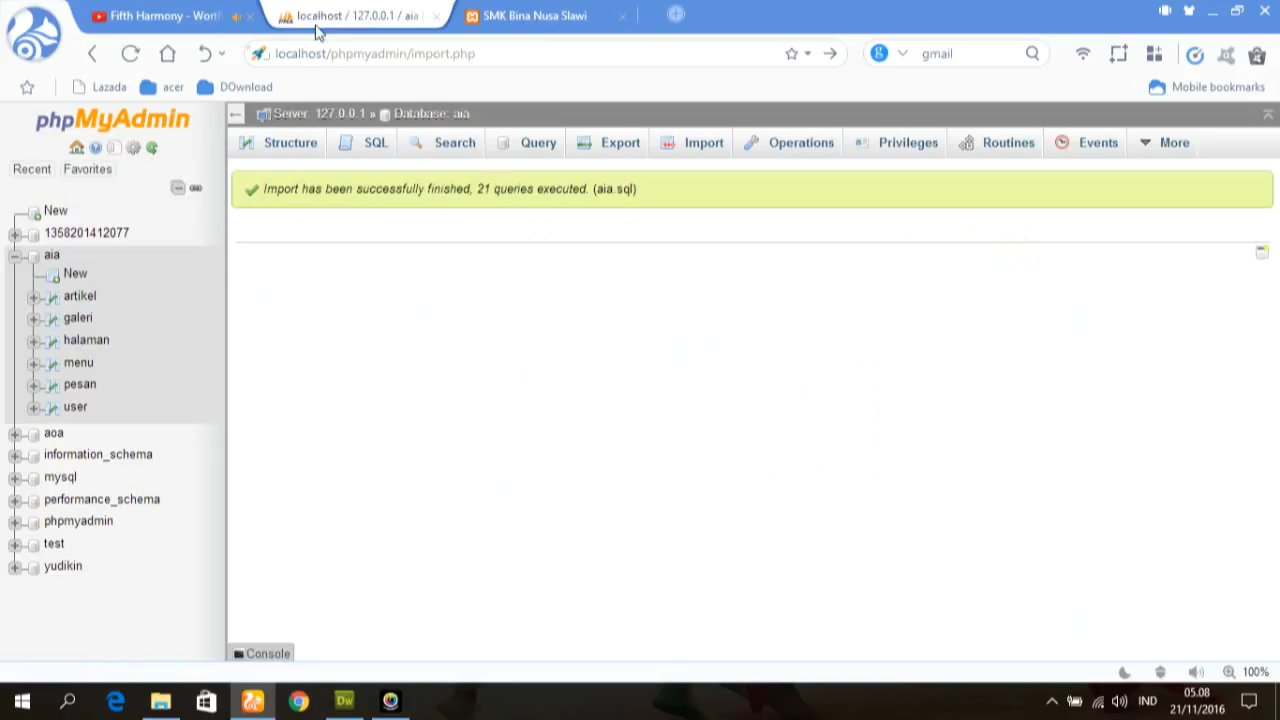 Fifth Harmony - Wort
localhost / 127.0.0.1 / aia
SMK Bina Nusa Slawi
localhost/phpmyadmin/import.php
gmail
Lazada
acer
DOwnload
Mobile bookmarks
phpMyAdmin
Recent
Favorites
Server: 127.0.0.1 » Database: aia
Structure
SQL
Search
Query
Export
Import
Operations
Privileges
Routines
Events
More
Import has been successfully finished, 21 queries executed. (aia.sql)
New
1358201412077
aia
New
artikel
galeri
halaman
menu
pesan
user
aoa
information_schema
mysql
performance_schema
phpmyadmin
test
yudikin
Console
100%
Dw
IND
05.08
21/11/2016